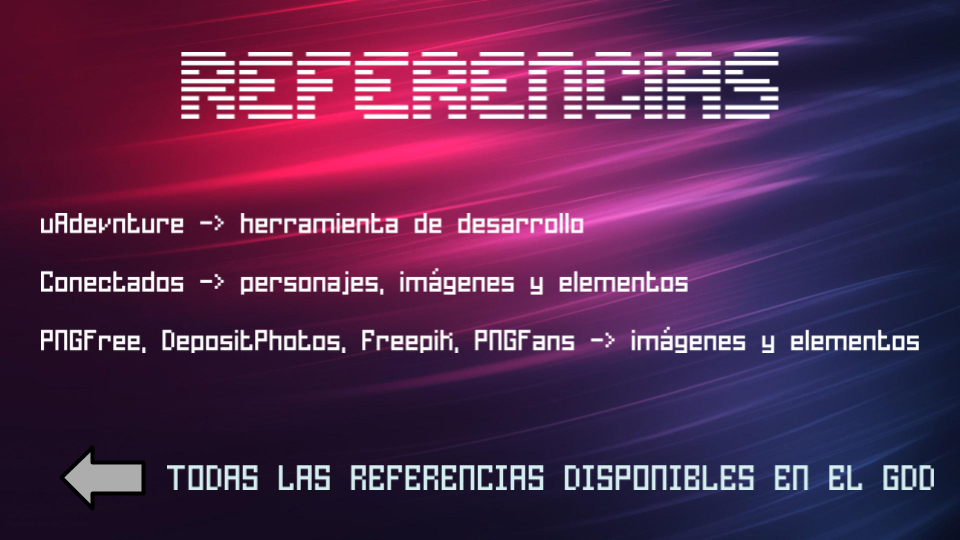 REFERENCIAS
uAdevnture -> herramienta de desarrollo
Conectados -> personajes, imágenes y elementos
PNGFree, DepositPhotos, Freepik, PNGFans -> imágenes y elementos
TODAS LAS REFERENCIAS DISPONIBLES EN EL GDD